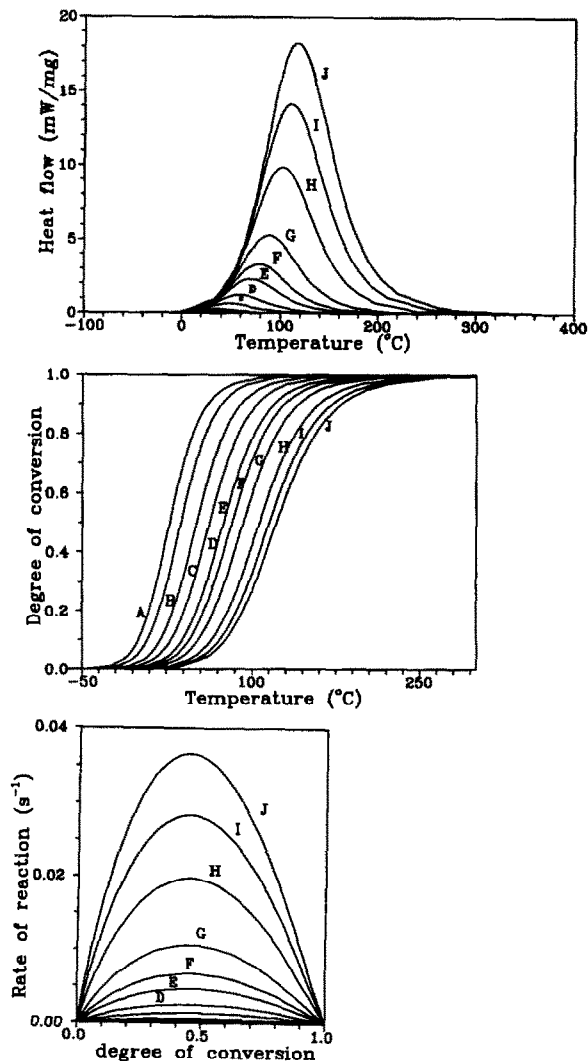 Heat flow (mW/mg)
20
15
10
5
0
J
I
H
G
F
E
D
-100 0 100 200 300 400
Temperature (°C)
Degree of conversion
1.0
0.8
0.6
0.4
0.2
0.0
A B C D E F G H I J
-50 100 250
Temperature (°C)
Rate of reaction (s⁻¹)
0.04
0.02
0.00
J
I
H
G
F
E
D
0.0 0.5 1.0
degree of conversion